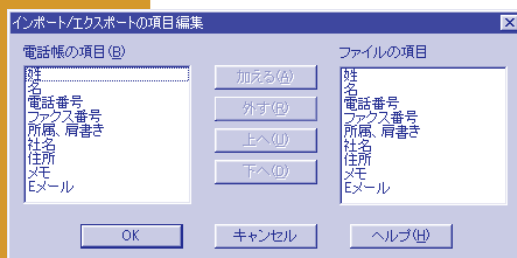 インポート/エクスポートの項目編集
電話帳の項目(B)
姓
名
電話番号
ファクス番号
所属、肩書き
社名
住所
メモ
Eメール
加える(A)
外す(R)
上へ(U)
下へ(D)
ファイルの項目
姓
名
電話番号
ファクス番号
所属、肩書き
社名
住所
メモ
Eメール
OK
キャンセル
ヘルプ(H)